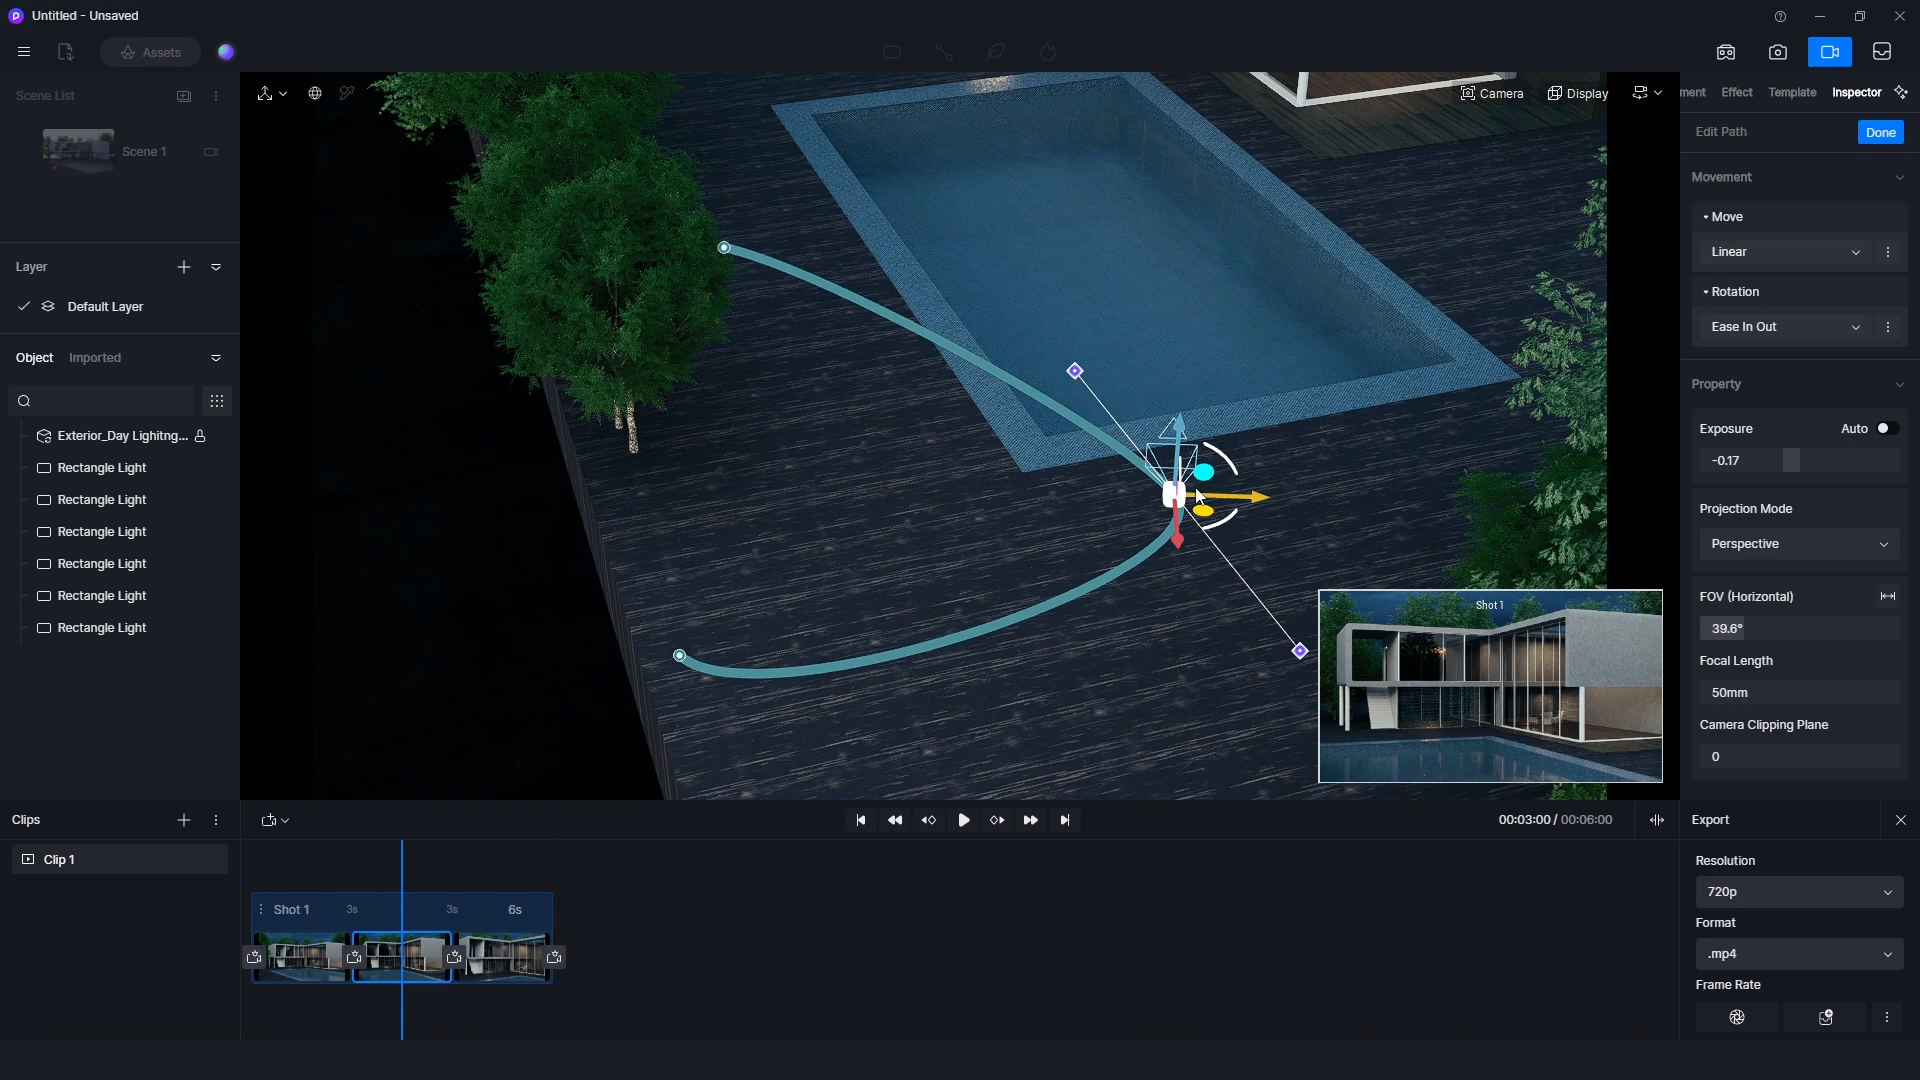 Untitled - Unsaved
Assets
Scene List
Scene 1
Layer
Default Layer
Object Imported
Exterior_Day Lighitng...
Rectangle Light
Rectangle Light
Rectangle Light
Rectangle Light
Rectangle Light
Rectangle Light
Camera
Display
ment Effect Template Inspector
Edit Path
Done
Movement
Move
Linear
Rotation
Ease In Out
Property
Exposure Auto
-0.17
Projection Mode
Perspective
FOV (Horizontal)
39.6°
Focal Length
50mm
Camera Clipping Plane
0
Shot 1
Clips
Clip 1
00:03:00 / 00:06:00
Shot 1 3s 3s 6s
Export
Resolution
720p
Format
.mp4
Frame Rate